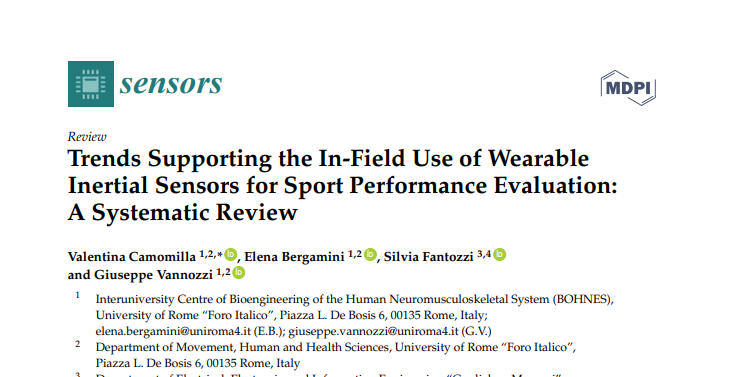 sensors
MDPI
Review
Trends Supporting the In-Field Use of Wearable
Inertial Sensors for Sport Performance Evaluation:
A Systematic Review
Valentina Camomilla 1,2,* iD, Elena Bergamini 1,2 iD, Silvia Fantozzi 3,4 iD
and Giuseppe Vannozzi 1,2 iD
1 Interuniversity Centre of Bioengineering of the Human Neuromusculoskeletal System (BOHNES),
University of Rome “Foro Italico”, Piazza L. De Bosis 6, 00135 Rome, Italy;
elena.bergamini@uniroma4.it (E.B.); giuseppe.vannozzi@uniroma4.it (G.V.)
2 Department of Movement, Human and Health Sciences, University of Rome “Foro Italico”,
Piazza L. De Bosis 6, 00135 Rome, Italy